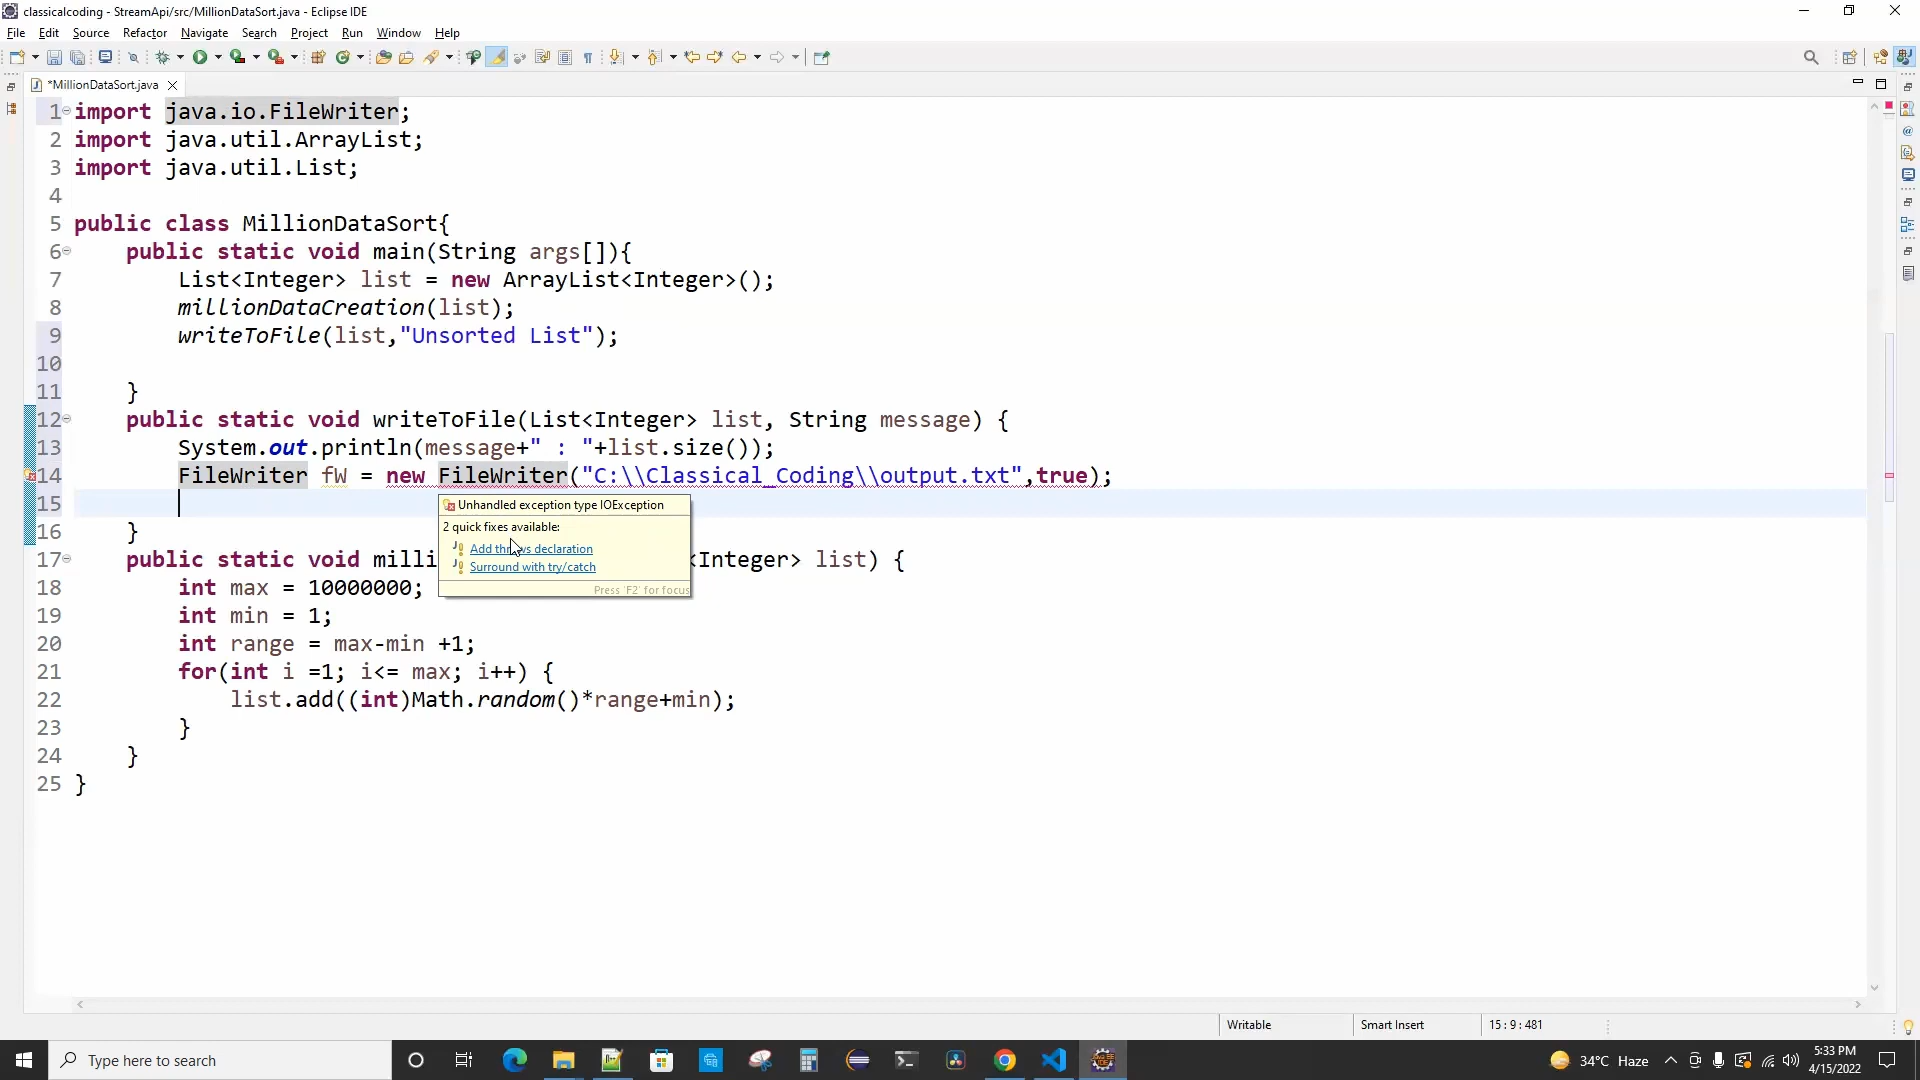 classicalcoding - StreamApi/src/MillionDataSort.java - Eclipse IDE
File Edit Source Refactor Navigate Search Project Run Window Help
*MillionDataSort.java
1 import java.io.FileWriter;
2 import java.util.ArrayList;
3 import java.util.List;
4
5 public class MillionDataSort{
6 public static void main(String args[]){
7 List<Integer> list = new ArrayList<Integer>();
8 millionDataCreation(list);
9 writeToFile(list,"Unsorted List");
10
11 }
12 public static void writeToFile(List<Integer> list, String message) {
13 System.out.println(message+" : "+list.size());
14 FileWriter fW = new FileWriter("C:\\Classical_Coding\\output.txt",true);
15
Unhandled exception type IOException
16 }
2 quick fixes available:
Add throws declaration
17 public static void milli <Integer> list) {
Surround with try/catch
18 int max = 10000000;
Press 'F2' for focus
19 int min = 1;
20 int range = max-min +1;
21 for(int i =1; i<= max; i++) {
22 list.add((int)Math.random()*range+min);
23 }
24 }
25 }
Writable Smart Insert 15 : 9 : 481
Type here to search
34°C Haze
5:33 PM
4/15/2022